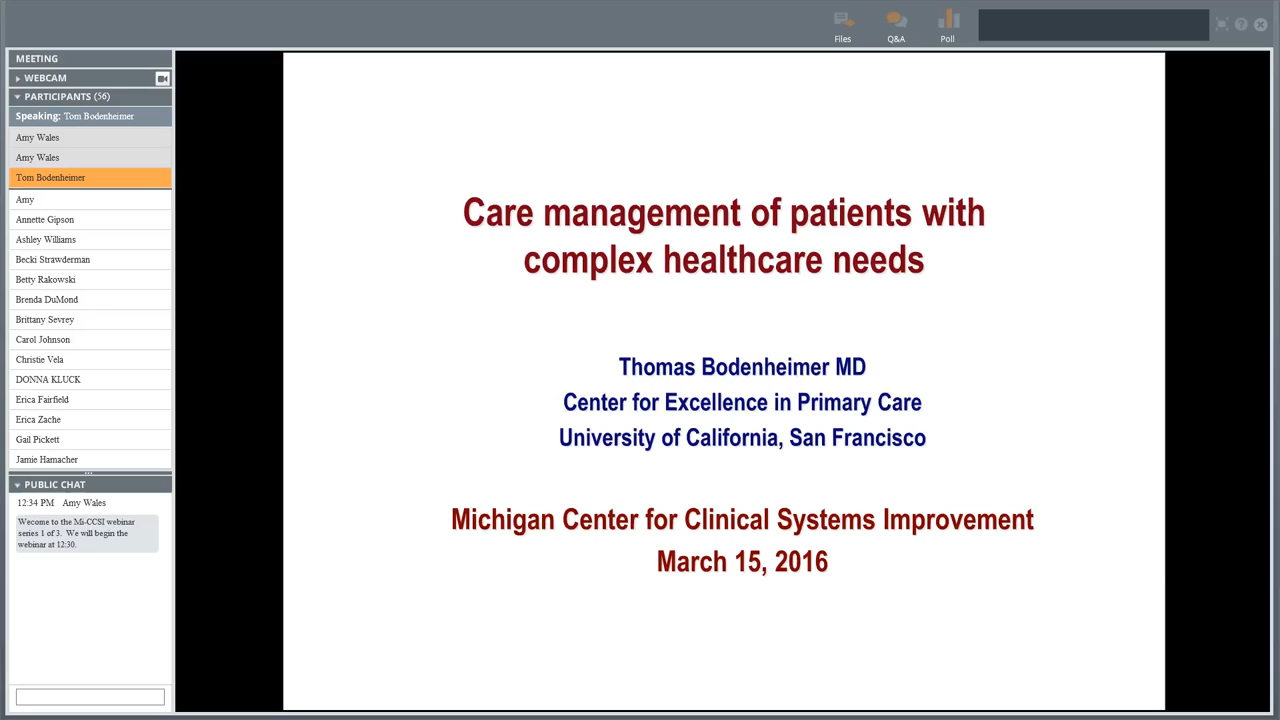 Files
Q&A
Poll
MEETING
WEBCAM
PARTICIPANTS (56)
Speaking: Tom Bodenheimer
Amy Wales
Amy Wales
Tom Bodenheimer
Amy
Annette Gipson
Ashley Williams
Becki Strawderman
Betty Rakowski
Brenda DuMond
Brittany Sevrey
Carol Johnson
Christie Vela
DONNA KLUCK
Erica Fairfield
Erica Zache
Gail Pickett
Jamie Hamacher
PUBLIC CHAT
12:34 PM Amy Wales
Wecome to the Mi-CCSI webinar
series 1 of 3. We will begin the
webinar at 12:30.
Care management of patients with
complex healthcare needs
Thomas Bodenheimer MD
Center for Excellence in Primary Care
University of California, San Francisco
Michigan Center for Clinical Systems Improvement
March 15, 2016